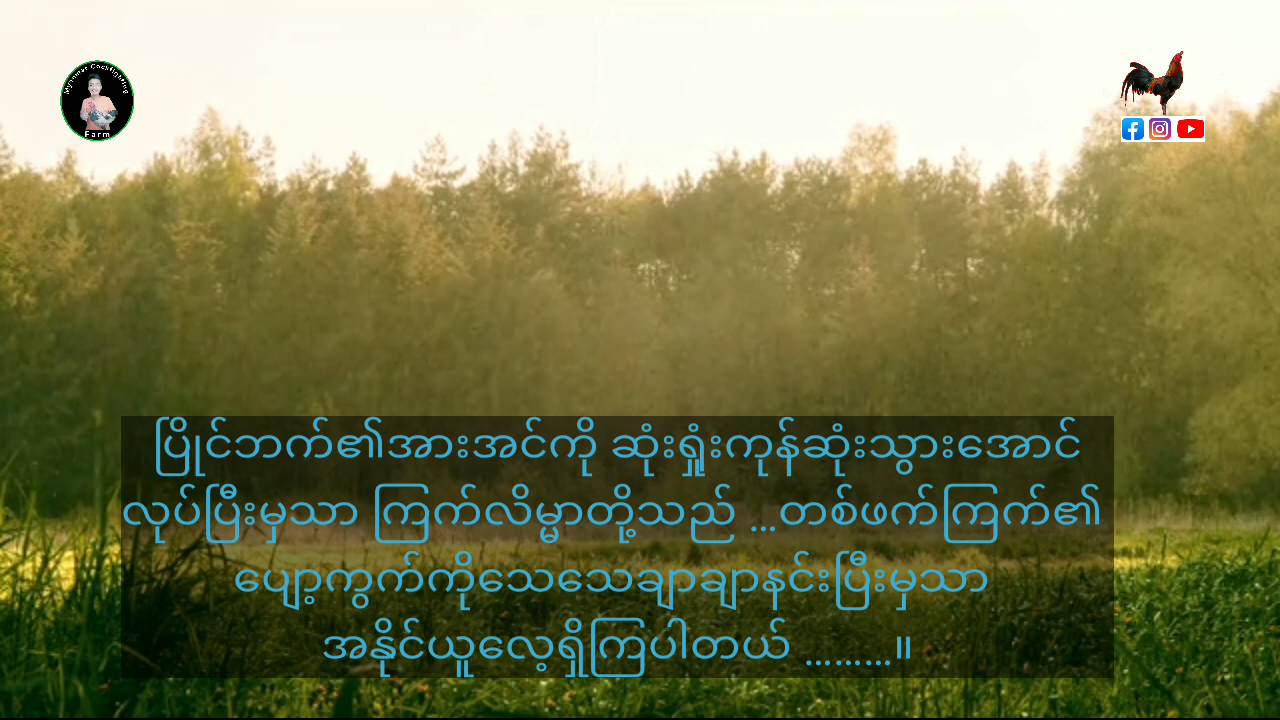 Myanmar Cockfighting
Farm
ပြိုင်ဘက်၏အားအင်ကို ဆုံးရှုံးကုန်ဆုံးသွားအောင်
လုပ်ပြီးမှသာ ကြက်လိမ္မာတို့သည် ...တစ်ဖက်ကြက်၏
ပျော့ကွက်ကိုသေသေချာချာနင်းပြီးမှသာ
အနိုင်ယူလေ့ရှိကြပါတယ် .........။